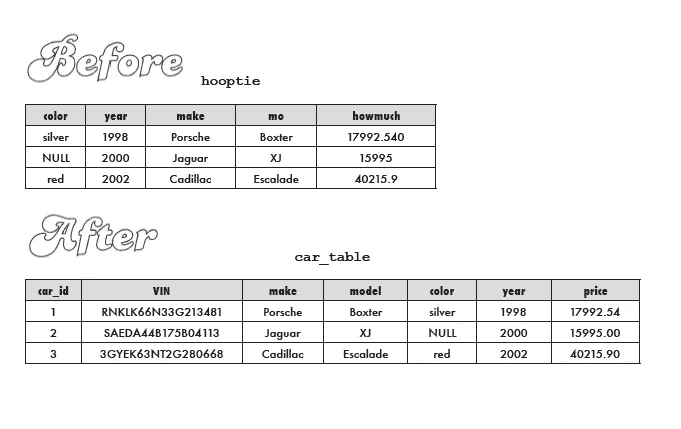 Before
hooptie
color year make mo howmuch
silver 1998 Porsche Boxter 17992.540
NULL 2000 Jaguar XJ 15995
red 2002 Cadillac Escalade 40215.9
After
car_table
car_id VIN make model color year price
1 RNKLK66N33G213481 Porsche Boxter silver 1998 17992.54
2 SAEDA44B175B04113 Jaguar XJ NULL 2000 15995.00
3 3GYEK63NT2G280668 Cadillac Escalade red 2002 40215.90